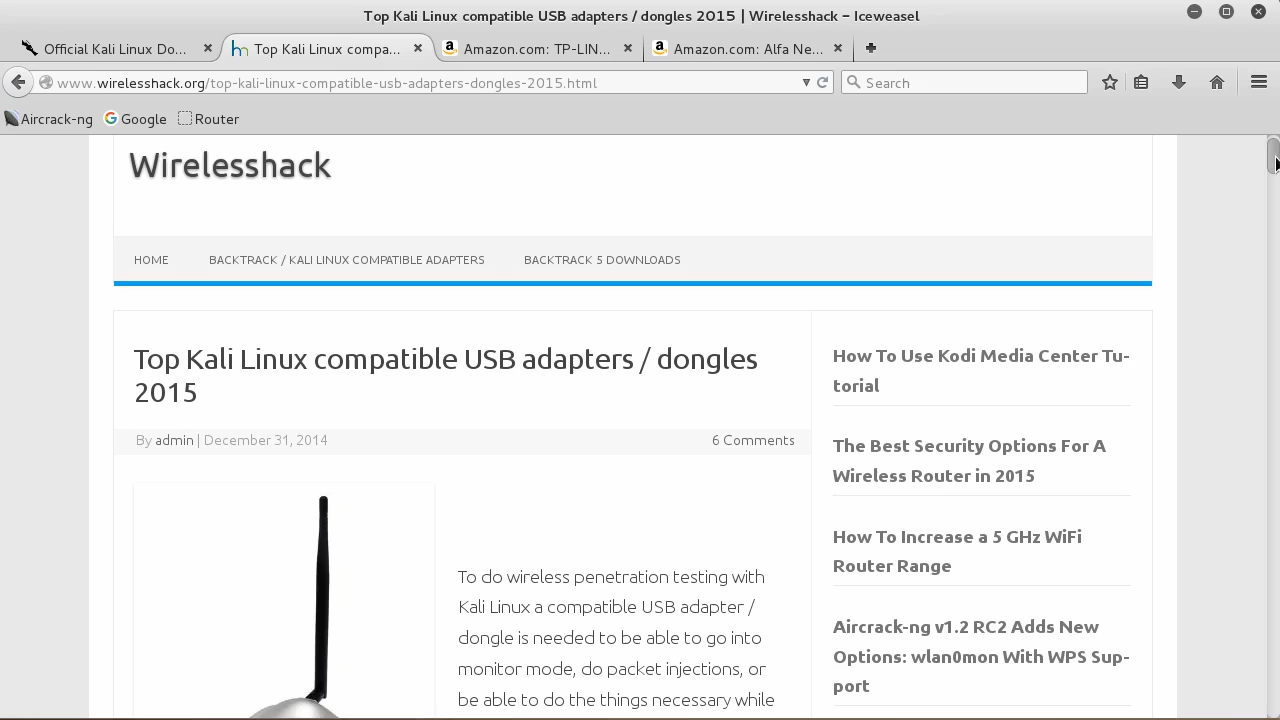 Top Kali Linux compatible USB adapters / dongles 2015 | Wirelesshack - Iceweasel
Official Kali Linux Do...
Top Kali Linux compa...
Amazon.com: TP-LIN...
Amazon.com: Alfa Ne...
www.wirelesshack.org/top-kali-linux-compatible-usb-adapters-dongles-2015.html
Search
Aircrack-ng
Google
Router
Wirelesshack
HOME
BACKTRACK / KALI LINUX COMPATIBLE ADAPTERS
BACKTRACK 5 DOWNLOADS
Top Kali Linux compatible USB adapters / dongles
2015
By admin | December 31, 2014
6 Comments
To do wireless penetration testing with
Kali Linux a compatible USB adapter /
dongle is needed to be able to go into
monitor mode, do packet injections, or
be able to do the things necessary while
How To Use Kodi Media Center Tu-
torial
The Best Security Options For A
Wireless Router in 2015
How To Increase a 5 GHz WiFi
Router Range
Aircrack-ng v1.2 RC2 Adds New
Options: wlan0mon With WPS Sup-
port